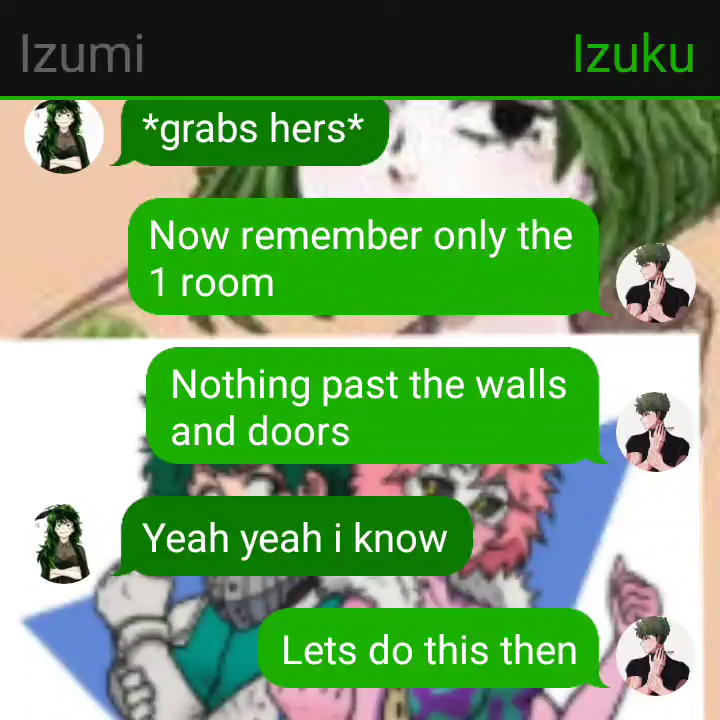 Izumi
Izuku
*grabs hers*
Now remember only the
1 room
Nothing past the walls
and doors
Yeah yeah i know
Lets do this then